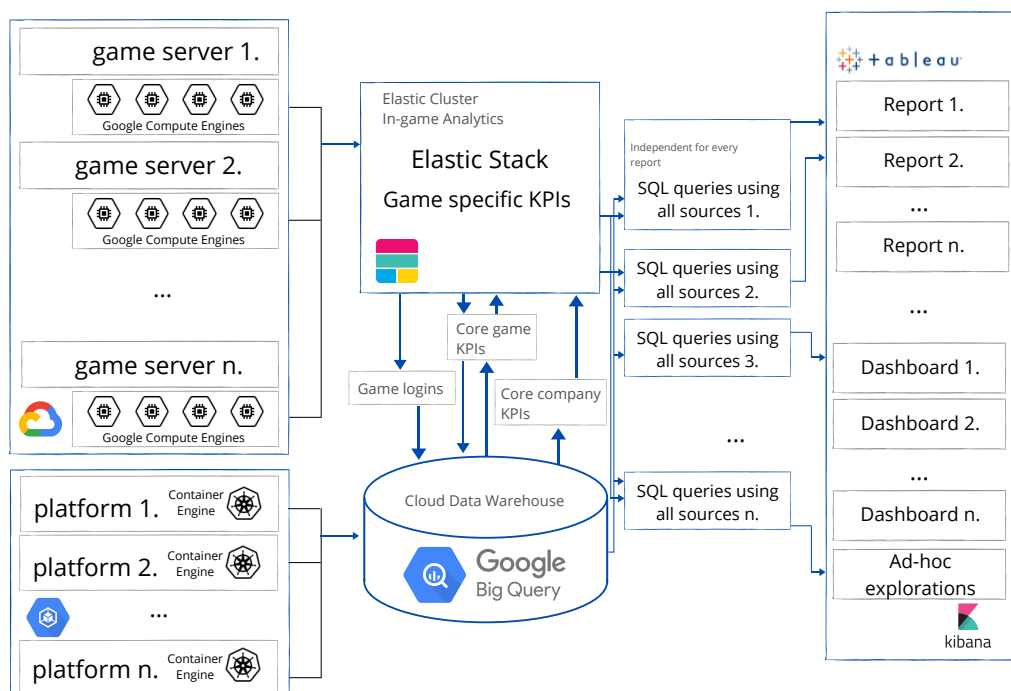 game server 1.
Google Compute Engines
game server 2.
Google Compute Engines
...
game server n.
Google Compute Engines
platform 1.
Container
Engine
platform 2.
Container
Engine
...
platform n.
Container
Engine
Elastic Cluster
In-game Analytics
Elastic Stack
Game specific KPIs
Game logins
Core game
KPIs
Core company
KPIs
Cloud Data Warehouse
Google
Big Query
Independent for every
report
SQL queries using
all sources 1.
SQL queries using
all sources 2.
SQL queries using
all sources 3.
...
SQL queries using
all sources n.
+ableau
Report 1.
Report 2.
...
Report n.
...
Dashboard 1.
Dashboard 2.
...
Dashboard n.
Ad-hoc
explorations
kibana